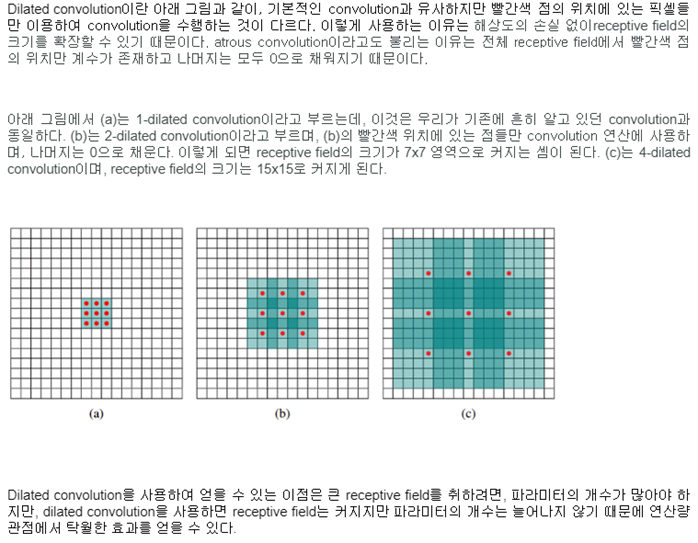 Dilated convolution이란 아래 그림과 같이, 기본적인 convolution과 유사하지만 빨간색 점의 위치에 있는 픽셀들
만 이용하여 convolution을 수행하는 것이 다르다. 이렇게 사용하는 이유는 해상도의 손실 없이receptive field의
크기를 확장할 수 있기 때문이다. atrous convolution이라고도 불리는 이유는 전체 receptive field에서 빨간색 점
의 위치만 계수가 존재하고 나머지는 모두 0으로 채워지기 때문이다.
아래 그림에서 (a)는 1-dilated convolution이라고 부르는데, 이것은 우리가 기존에 흔히 알고 있던 convolution과
동일하다. (b)는 2-dilated convolution이라고 부르며, (b)의 빨간색 위치에 있는 점들만 convolution 연산에 사용하
며, 나머지는 0으로 채운다. 이렇게 되면 receptive field의 크기가 7x7 영역으로 커지는 셈이 된다. (c)는 4-dilated
convolution이며, receptive field의 크기는 15x15로 커지게 된다.
(a) (b) (c)
Dilated convolution을 사용하여 얻을 수 있는 이점은 큰 receptive field를 취하려면, 파라미터의 개수가 많아야 하
지만, dilated convolution을 사용하면 receptive field는 커지지만 파라미터의 개수는 늘어나지 않기 때문에 연산량
관점에서 탁월한 효과를 얻을 수 있다.